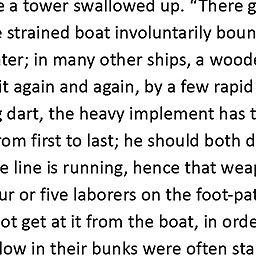 e a tower swallowed up. “There g
e strained boat involuntarily boun
ter; in many other ships, a woode
it again and again, by a few rapid
g dart, the heavy implement has t
rom first to last; he should both d
e line is running, hence that weap
ur or five laborers on the foot-pat
ot get at it from the boat, in orde
low in their bunks were often sta